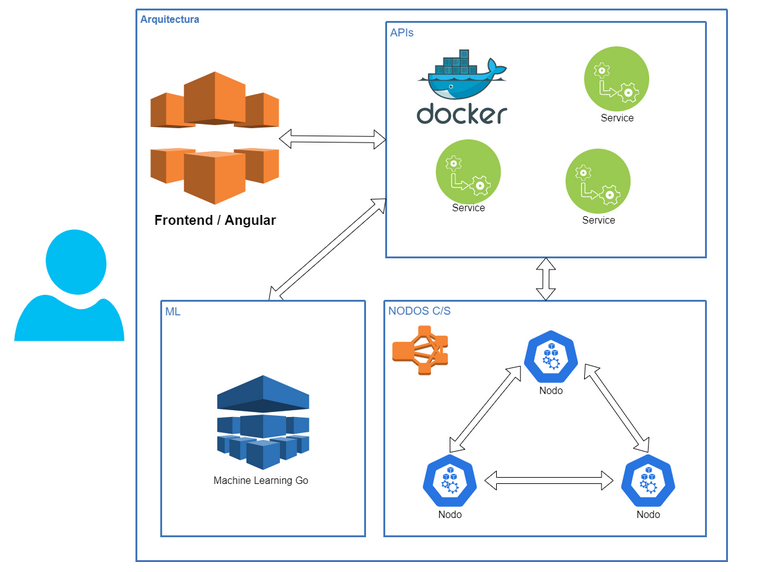 Arquitectura
APIs
docker
Service
Service
Service
Frontend / Angular
ML
Machine Learning Go
NODOS C/S
Nodo
Nodo
Nodo